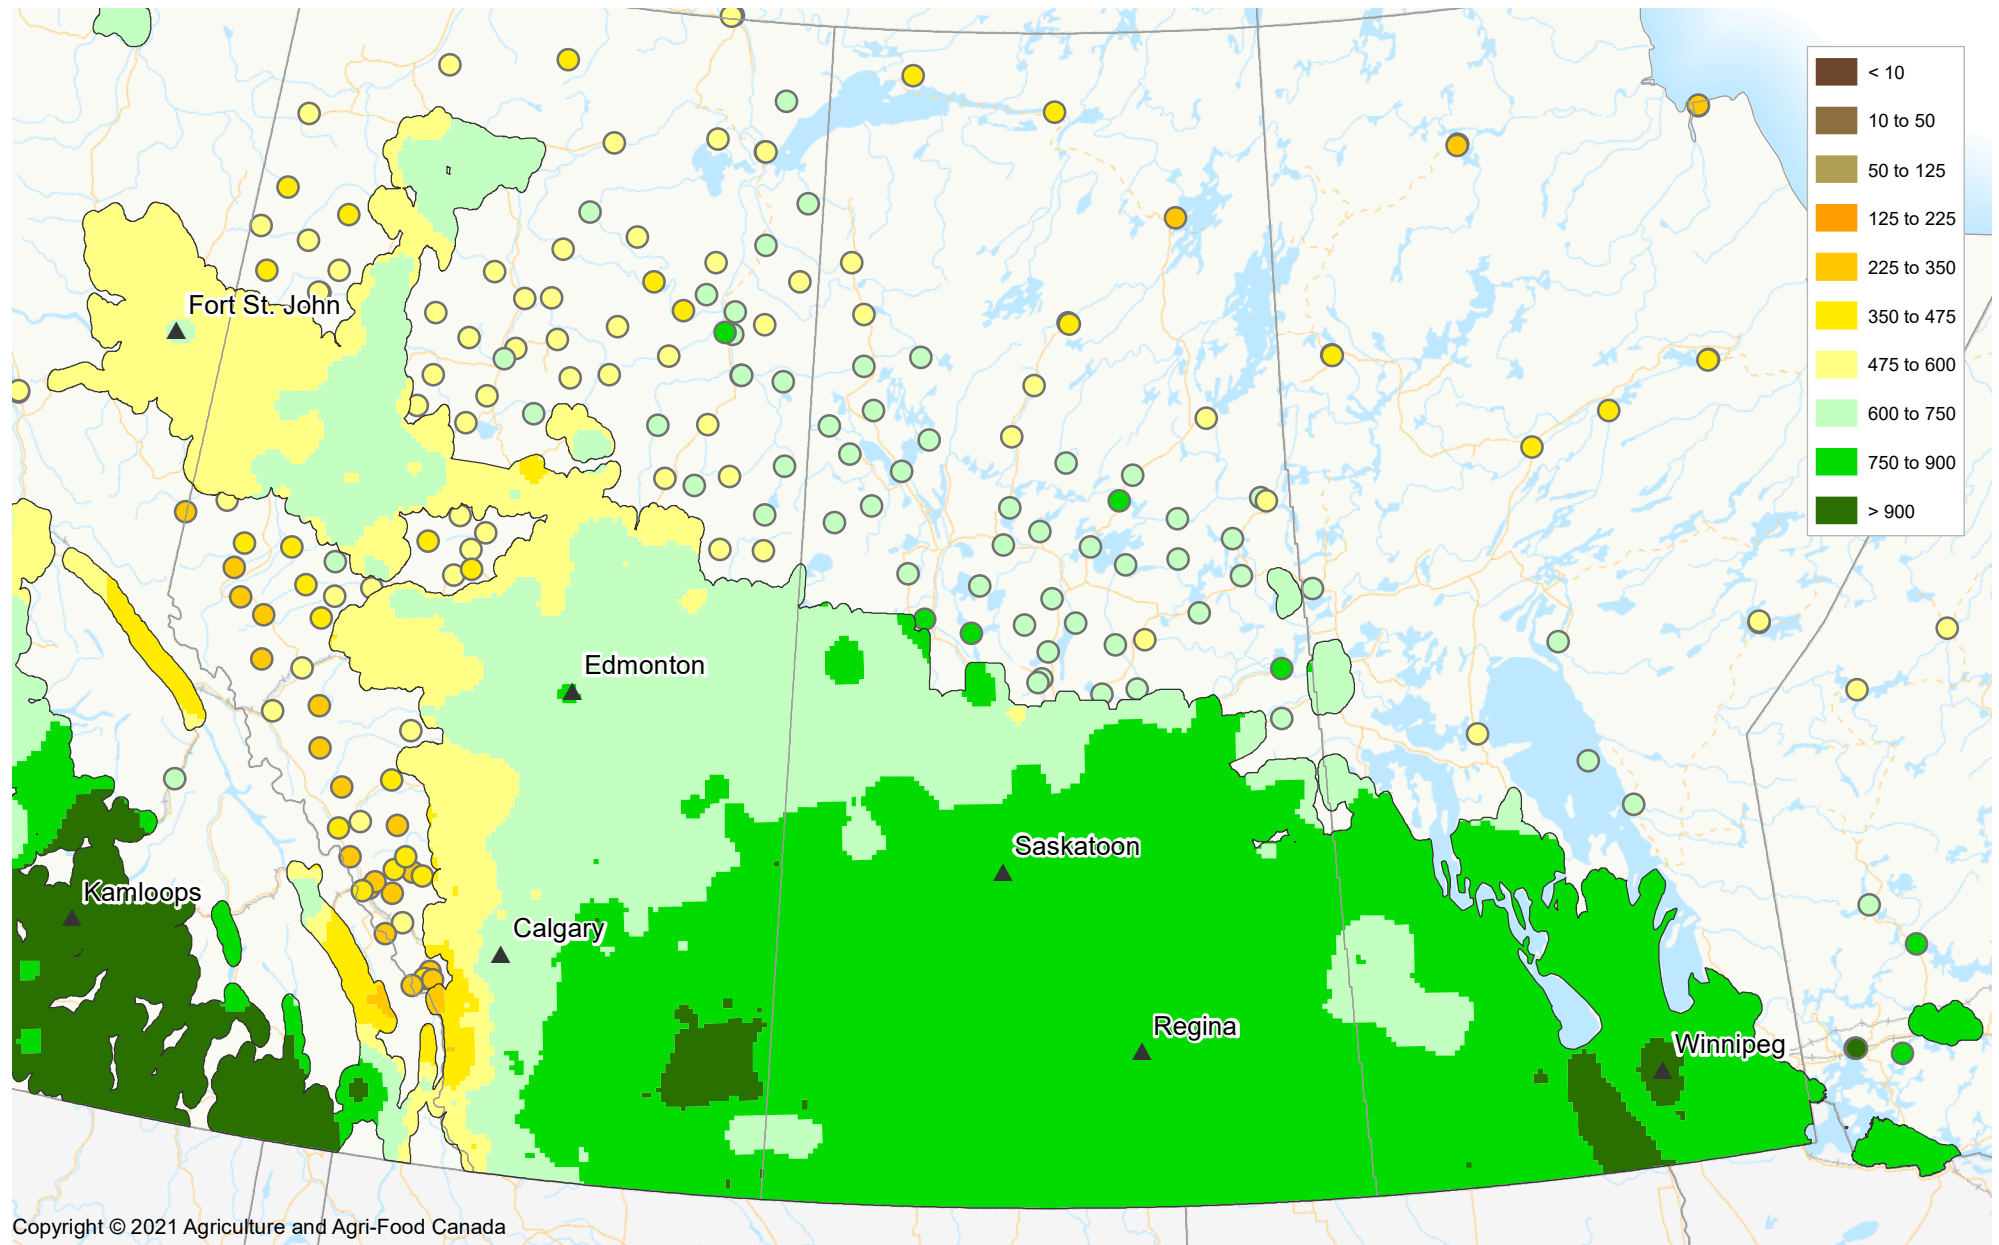 < 10
10 to 50
50 to 125
125 to 225
225 to 350
350 to 475
475 to 600
600 to 750
750 to 900
> 900
Fort St. John
Edmonton
Saskatoon
Kamloops
Calgary
Regina
Winnipeg
Copyright © 2021 Agriculture and Agri-Food Canada